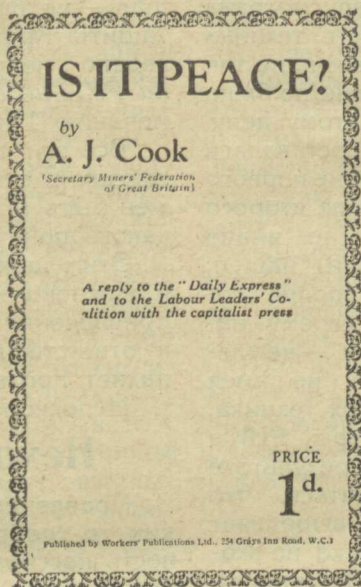 IS IT PEACE?
by
A. J. Cook
(Secretary Miners' Federation
of Great Britain)
A reply to the "Daily Express"
and to the Labour Leaders' Co-
alition with the capitalist press
PRICE
1d.
Published by Workers' Publications Ltd., 254 Grays Inn Road, W.C.1